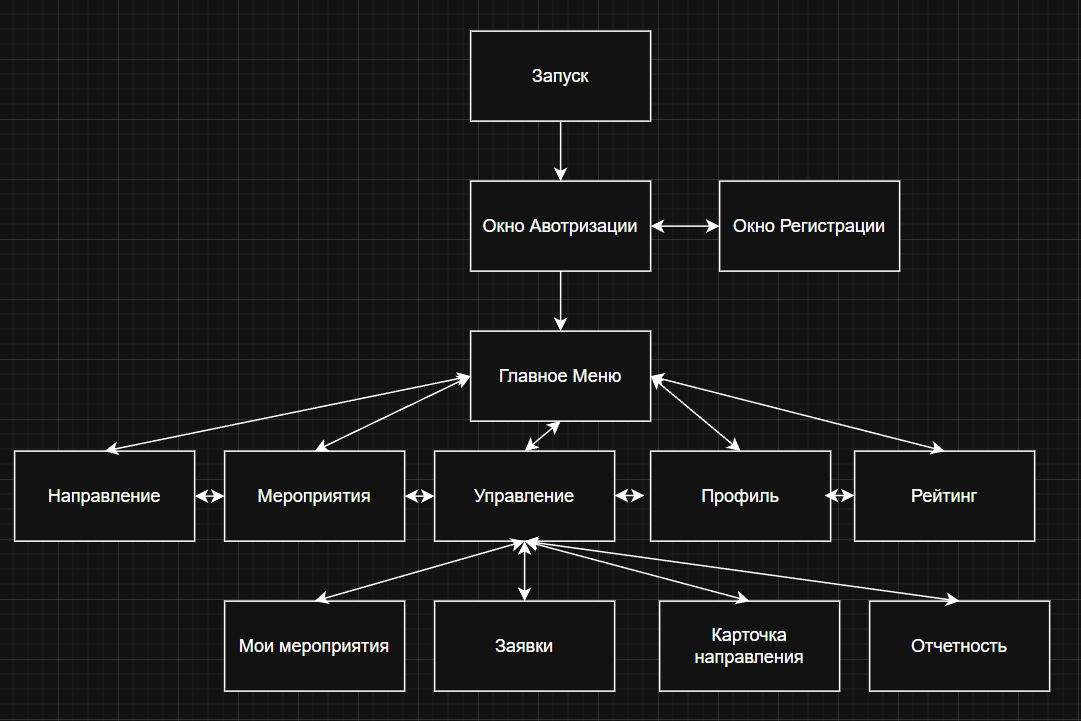 Запуск
Окно Авотризации
Окно Регистрации
Главное Меню
Направление
Мероприятия
Управление
Профиль
Рейтинг
Мои мероприятия
Заявки
Карточка
направления
Отчетность